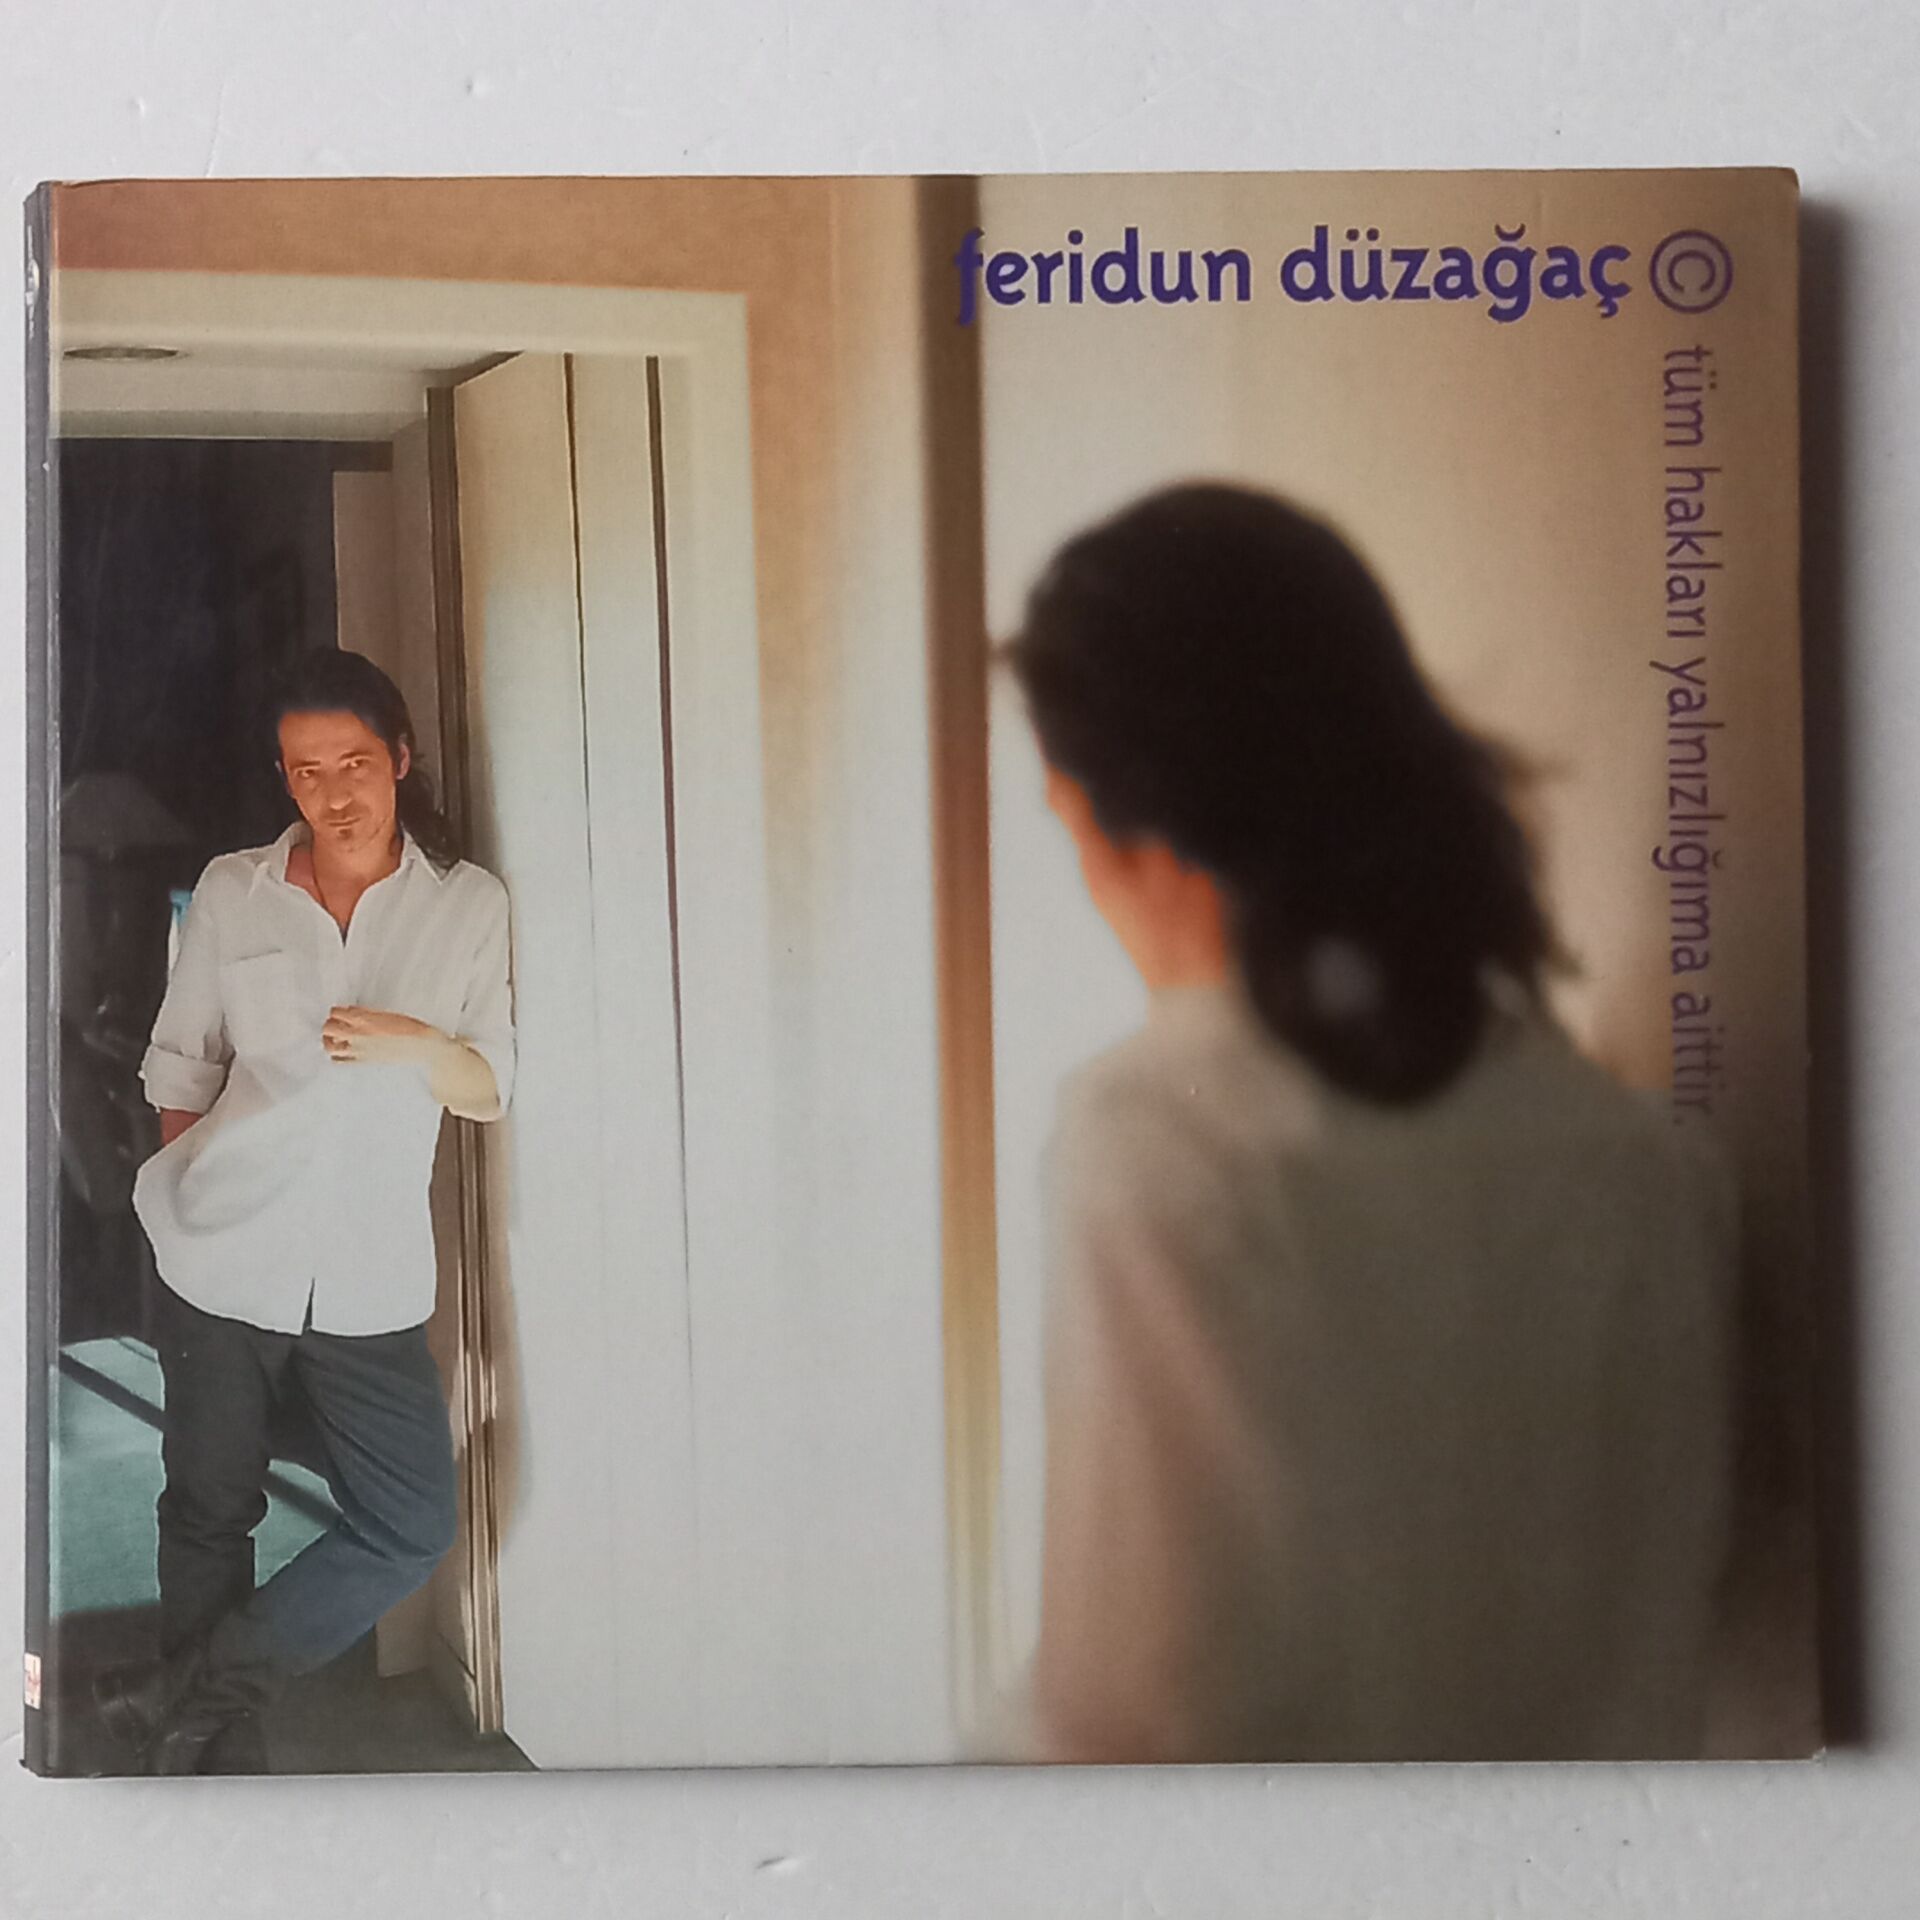 feridun düzağaç ©
tüm hakları yalnızlığıma aittir.